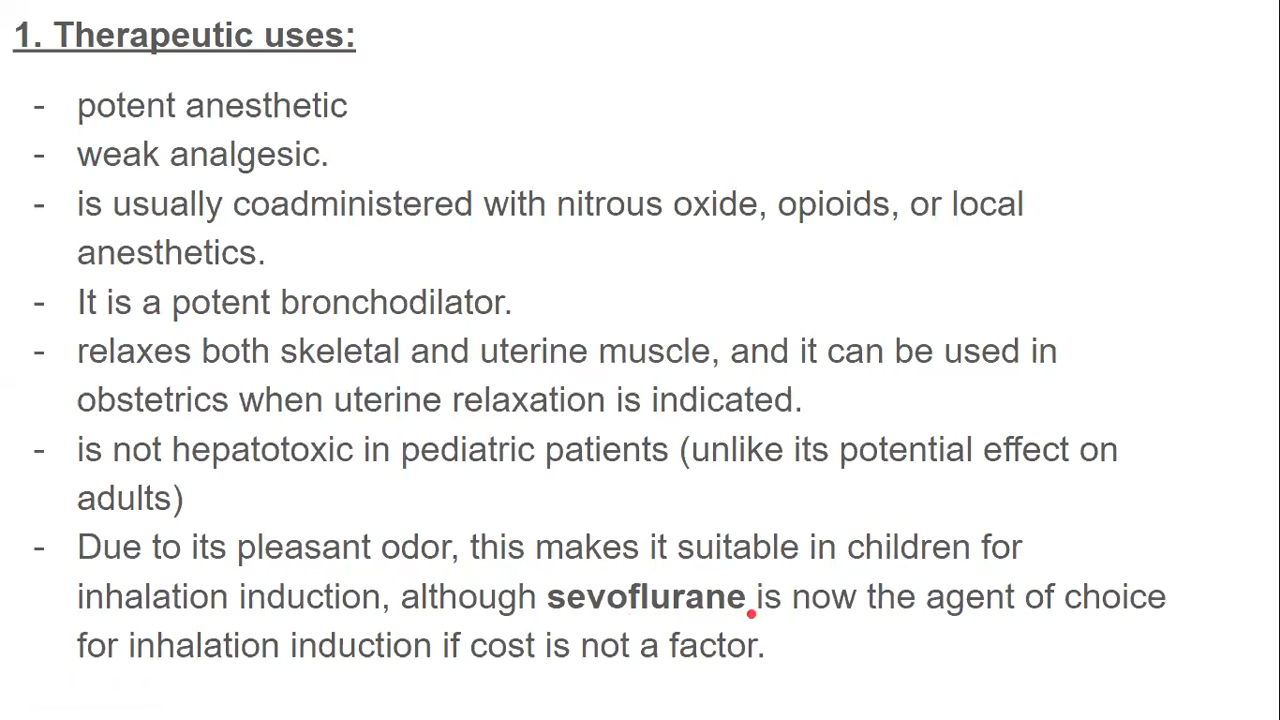 1. Therapeutic uses:
- potent anesthetic
- weak analgesic.
- is usually coadministered with nitrous oxide, opioids, or local
anesthetics.
- It is a potent bronchodilator.
- relaxes both skeletal and uterine muscle, and it can be used in
obstetrics when uterine relaxation is indicated.
- is not hepatotoxic in pediatric patients (unlike its potential effect on
adults)
- Due to its pleasant odor, this makes it suitable in children for
inhalation induction, although sevoflurane is now the agent of choice
for inhalation induction if cost is not a factor.